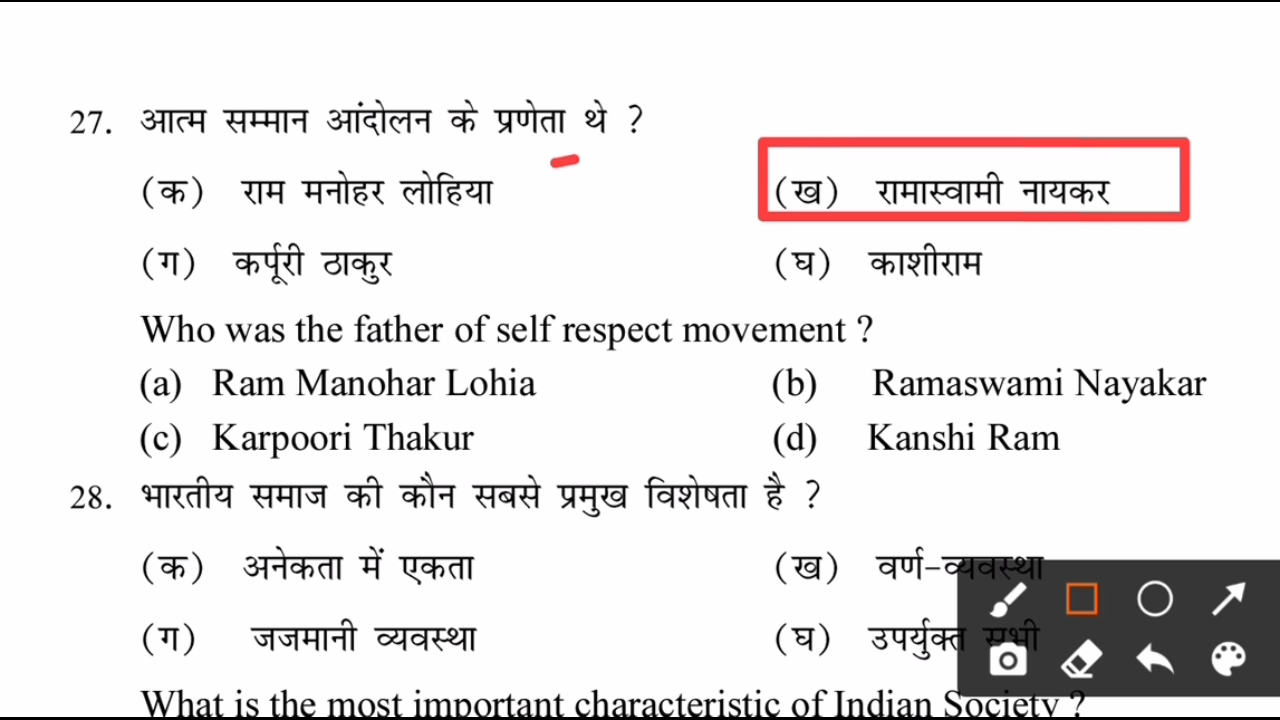 27. आत्म सम्मान आंदोलन के प्रणेता थे ?
(क) राम मनोहर लोहिया (ख) रामास्वामी नायकर
(ग) कर्पूरी ठाकुर (घ) काशीराम
Who was the father of self respect movement ?
(a) Ram Manohar Lohia (b) Ramaswami Nayakar
(c) Karpoori Thakur (d) Kanshi Ram
28. भारतीय समाज की कौन सबसे प्रमुख विशेषता है ?
(क) अनेकता में एकता (ख) वर्ण-व्यवस्था
(ग) जजमानी व्यवस्था (घ) उपर्युक्त सभी
What is the most important characteristic of Indian Society ?